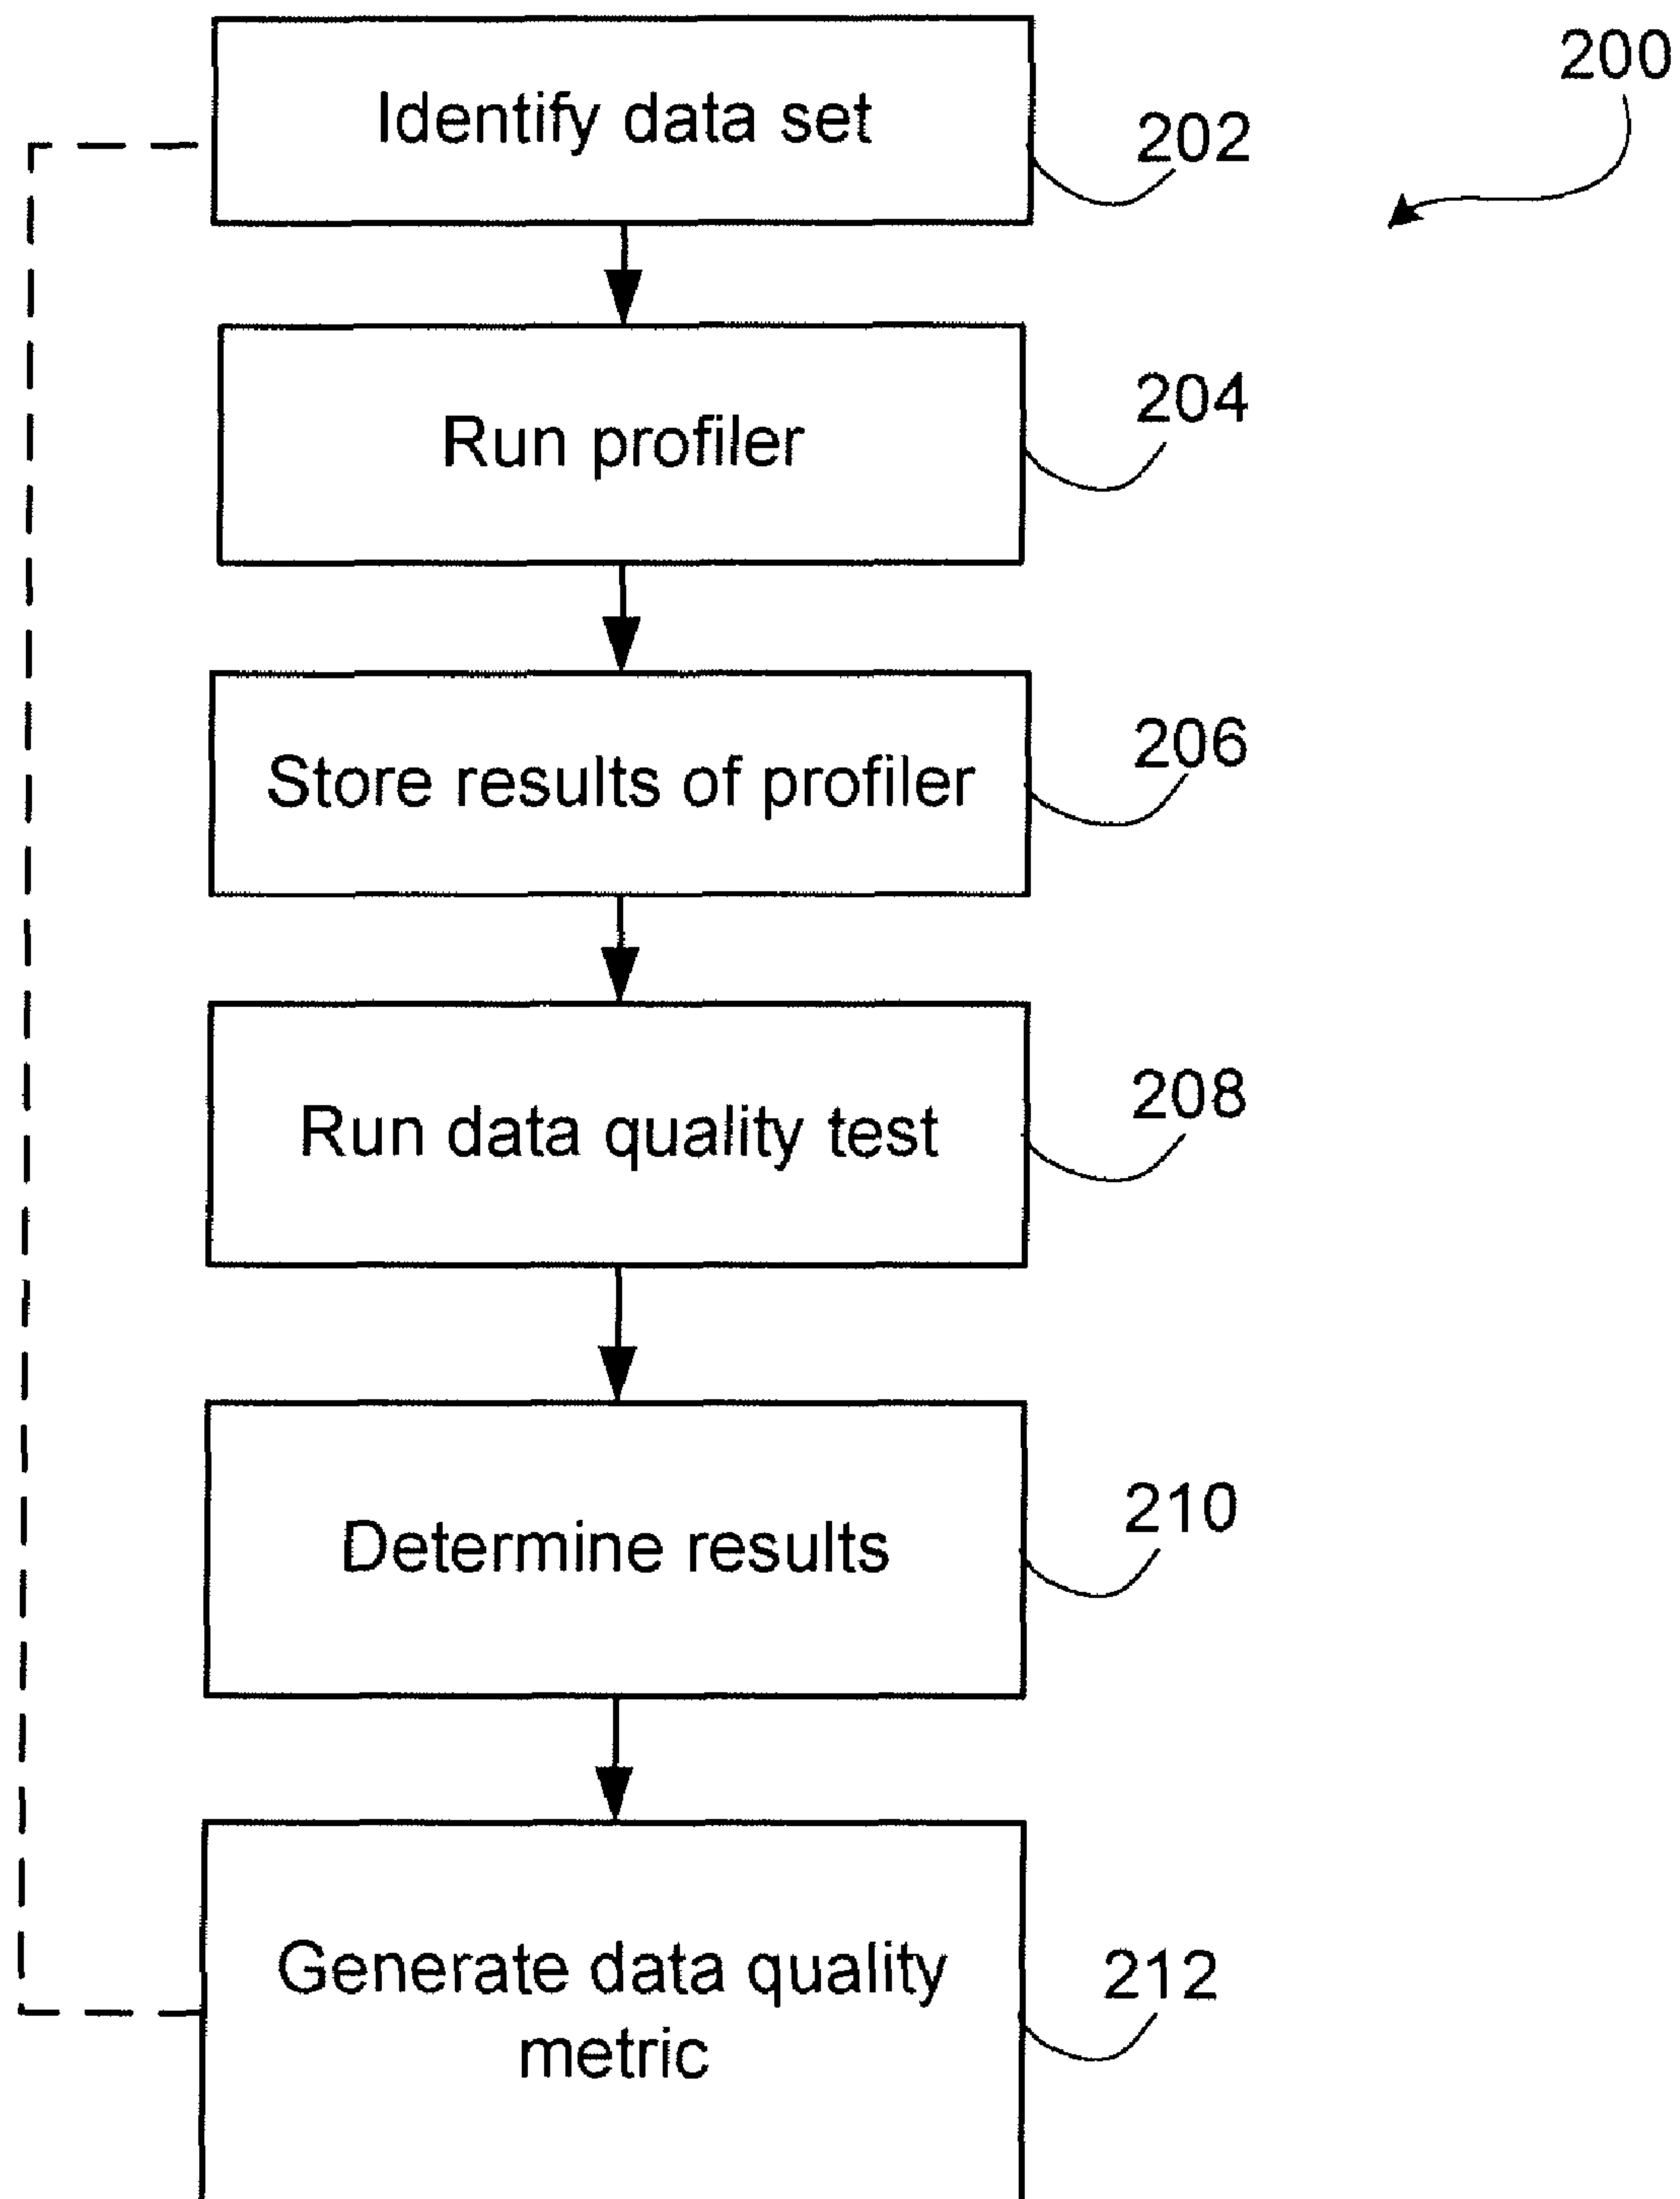 200
Identify data set
202
Run profiler
204
Store results of profiler
206
Run data quality test
208
Determine results
210
Generate data quality
metric
212